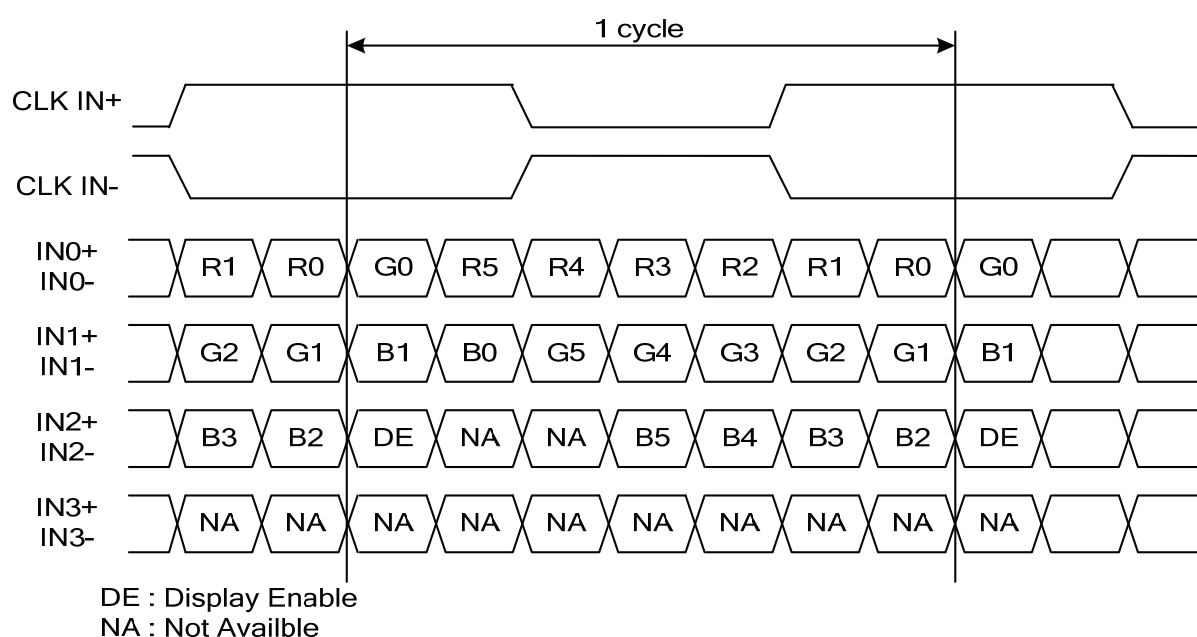 1 cycle
CLK IN+
CLK IN-
IN0+
IN0-
R1 R0 G0 R5 R4 R3 R2 R1 R0 G0
IN1+
IN1-
G2 G1 B1 B0 G5 G4 G3 G2 G1 B1
IN2+
IN2-
B3 B2 DE NA NA B5 B4 B3 B2 DE
IN3+
IN3-
NA NA NA NA NA NA NA NA NA NA
DE : Display Enable
NA : Not Availble